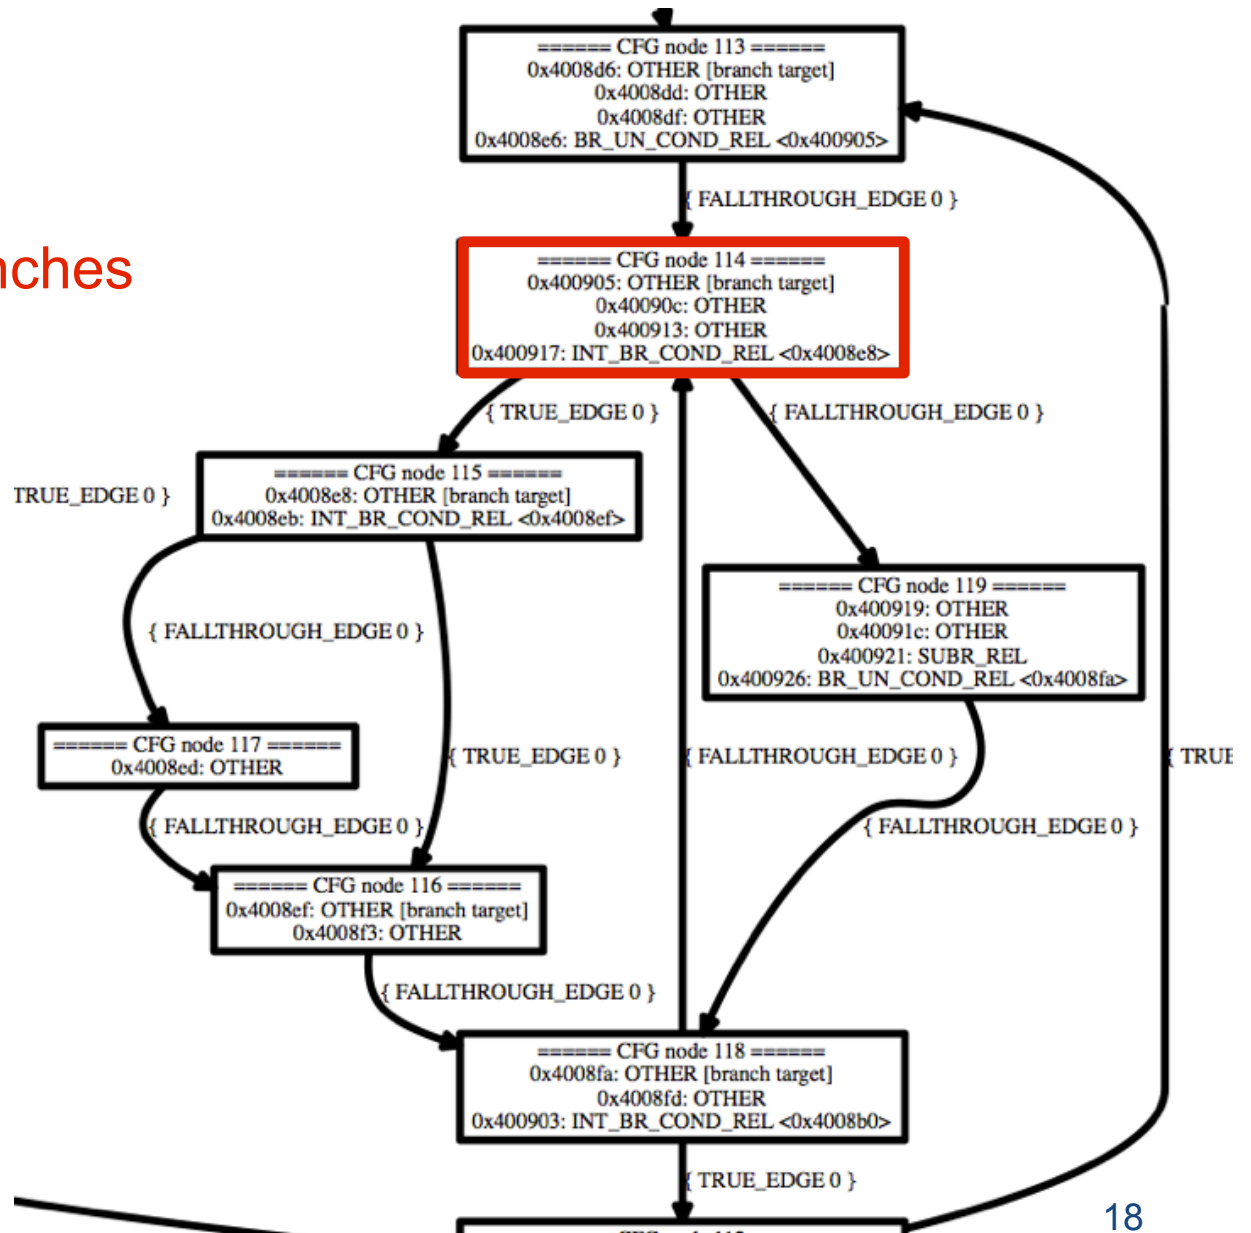 ====== CFG node 113 ======
0x4008d6: OTHER [branch target]
0x4008dd: OTHER
0x4008df: OTHER
0x4008e6: BR_UN_COND_REL <0x400905>
{ FALLTHROUGH_EDGE 0 }
nches
====== CFG node 114 ======
0x400905: OTHER [branch target]
0x40090c: OTHER
0x400913: OTHER
0x400917: INT_BR_COND_REL <0x4008e8>
{ TRUE_EDGE 0 }
{ FALLTHROUGH_EDGE 0 }
====== CFG node 115 ======
0x4008e8: OTHER [branch target]
0x4008eb: INT_BR_COND_REL <0x4008ef>
TRUE_EDGE 0 }
====== CFG node 119 ======
0x400919: OTHER
0x40091c: OTHER
0x400921: SUBR_REL
0x400926: BR_UN_COND_REL <0x4008fa>
{ FALLTHROUGH_EDGE 0 }
====== CFG node 117 ======
0x4008ed: OTHER
{ TRUE_EDGE 0 }
{ FALLTHROUGH_EDGE 0 }
{ TRUE
{ FALLTHROUGH_EDGE 0 }
{ FALLTHROUGH_EDGE 0 }
====== CFG node 116 ======
0x4008ef: OTHER [branch target]
0x4008f3: OTHER
{ FALLTHROUGH_EDGE 0 }
====== CFG node 118 ======
0x4008fa: OTHER [branch target]
0x4008fd: OTHER
0x400903: INT_BR_COND_REL <0x4008b0>
{ TRUE_EDGE 0 }
18